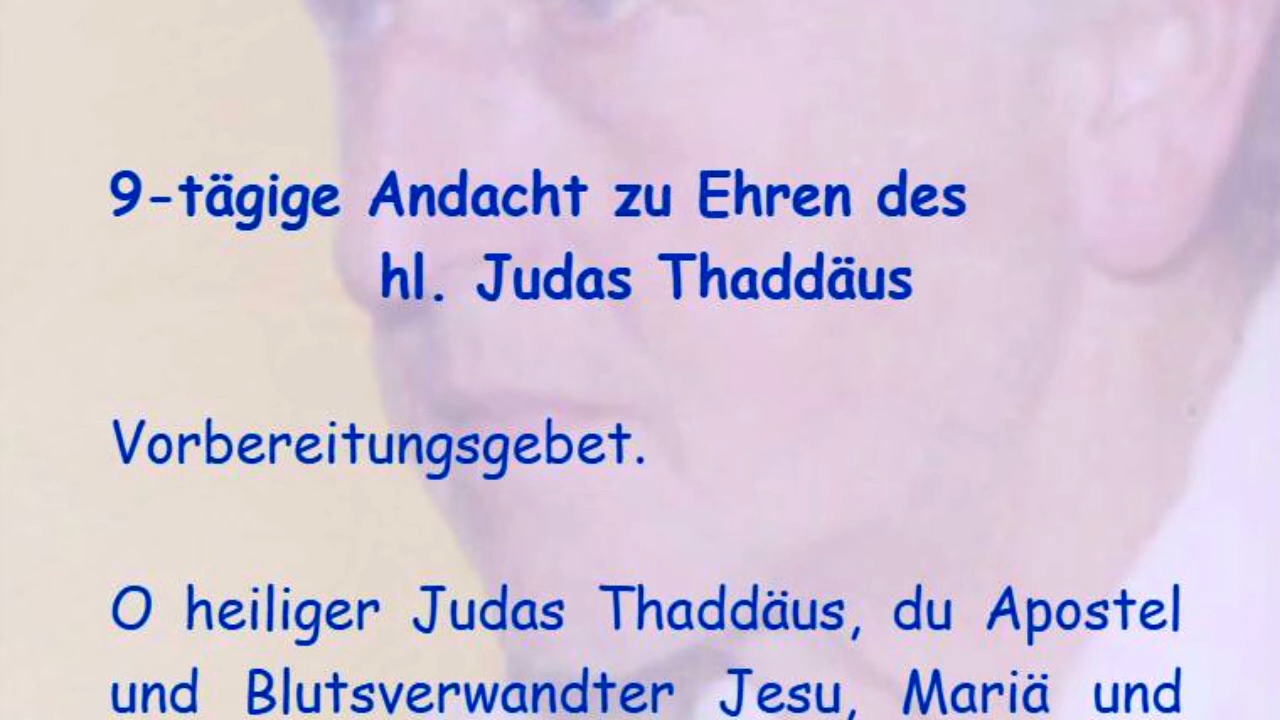 9-tägige Andacht zu Ehren des
hl. Judas Thaddäus
Vorbereitungsgebet.
O heiliger Judas Thaddäus, du Apostel
und Blutsverwandter Jesu, Mariä und